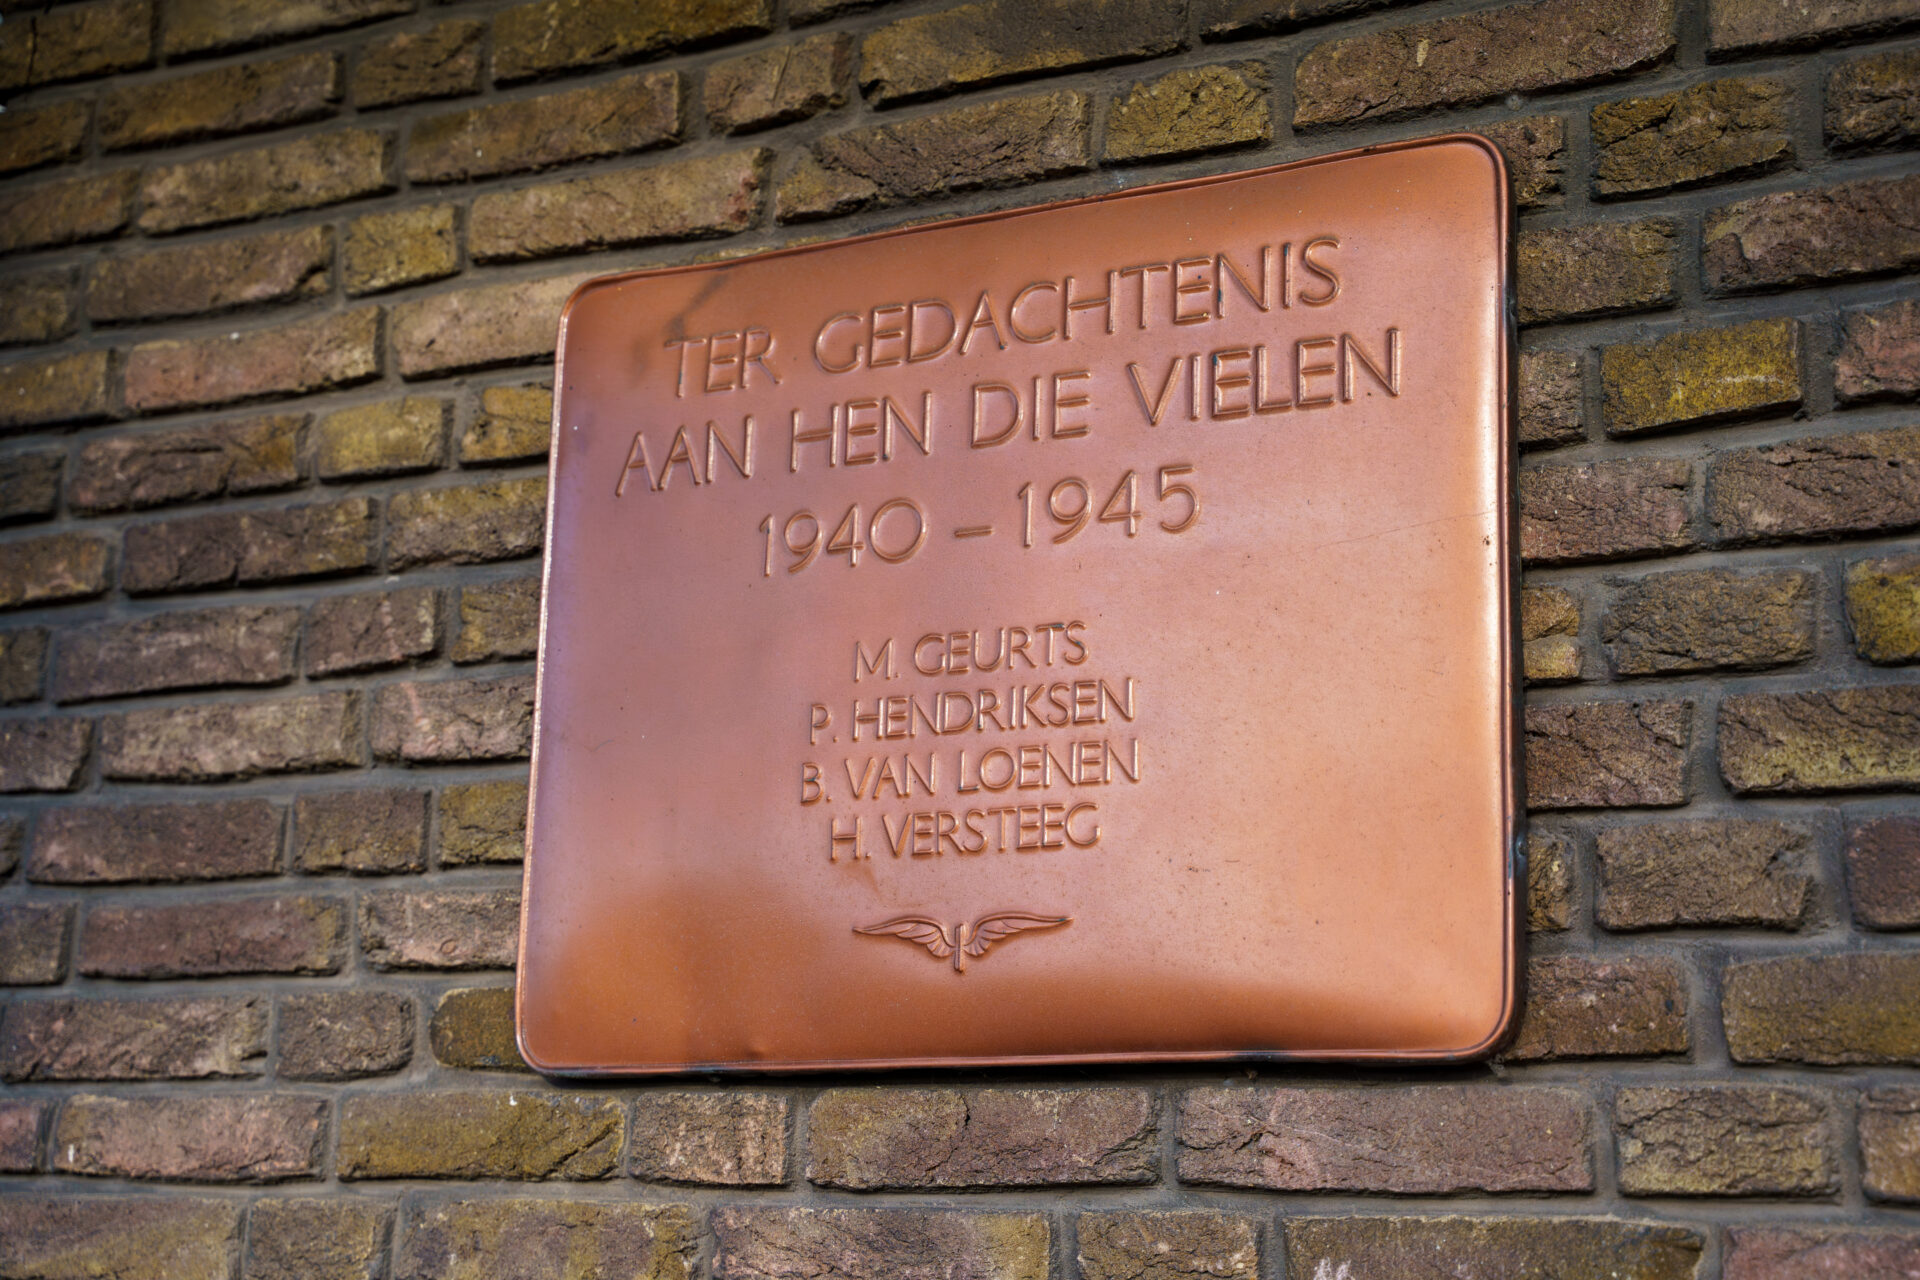 TER GEDACHTENIS
AAN HEN DIE VIELEN
1940 – 1945
M. GEURTS
P. HENDRIKSEN
B. VAN LOENEN
H. VERSTEEG